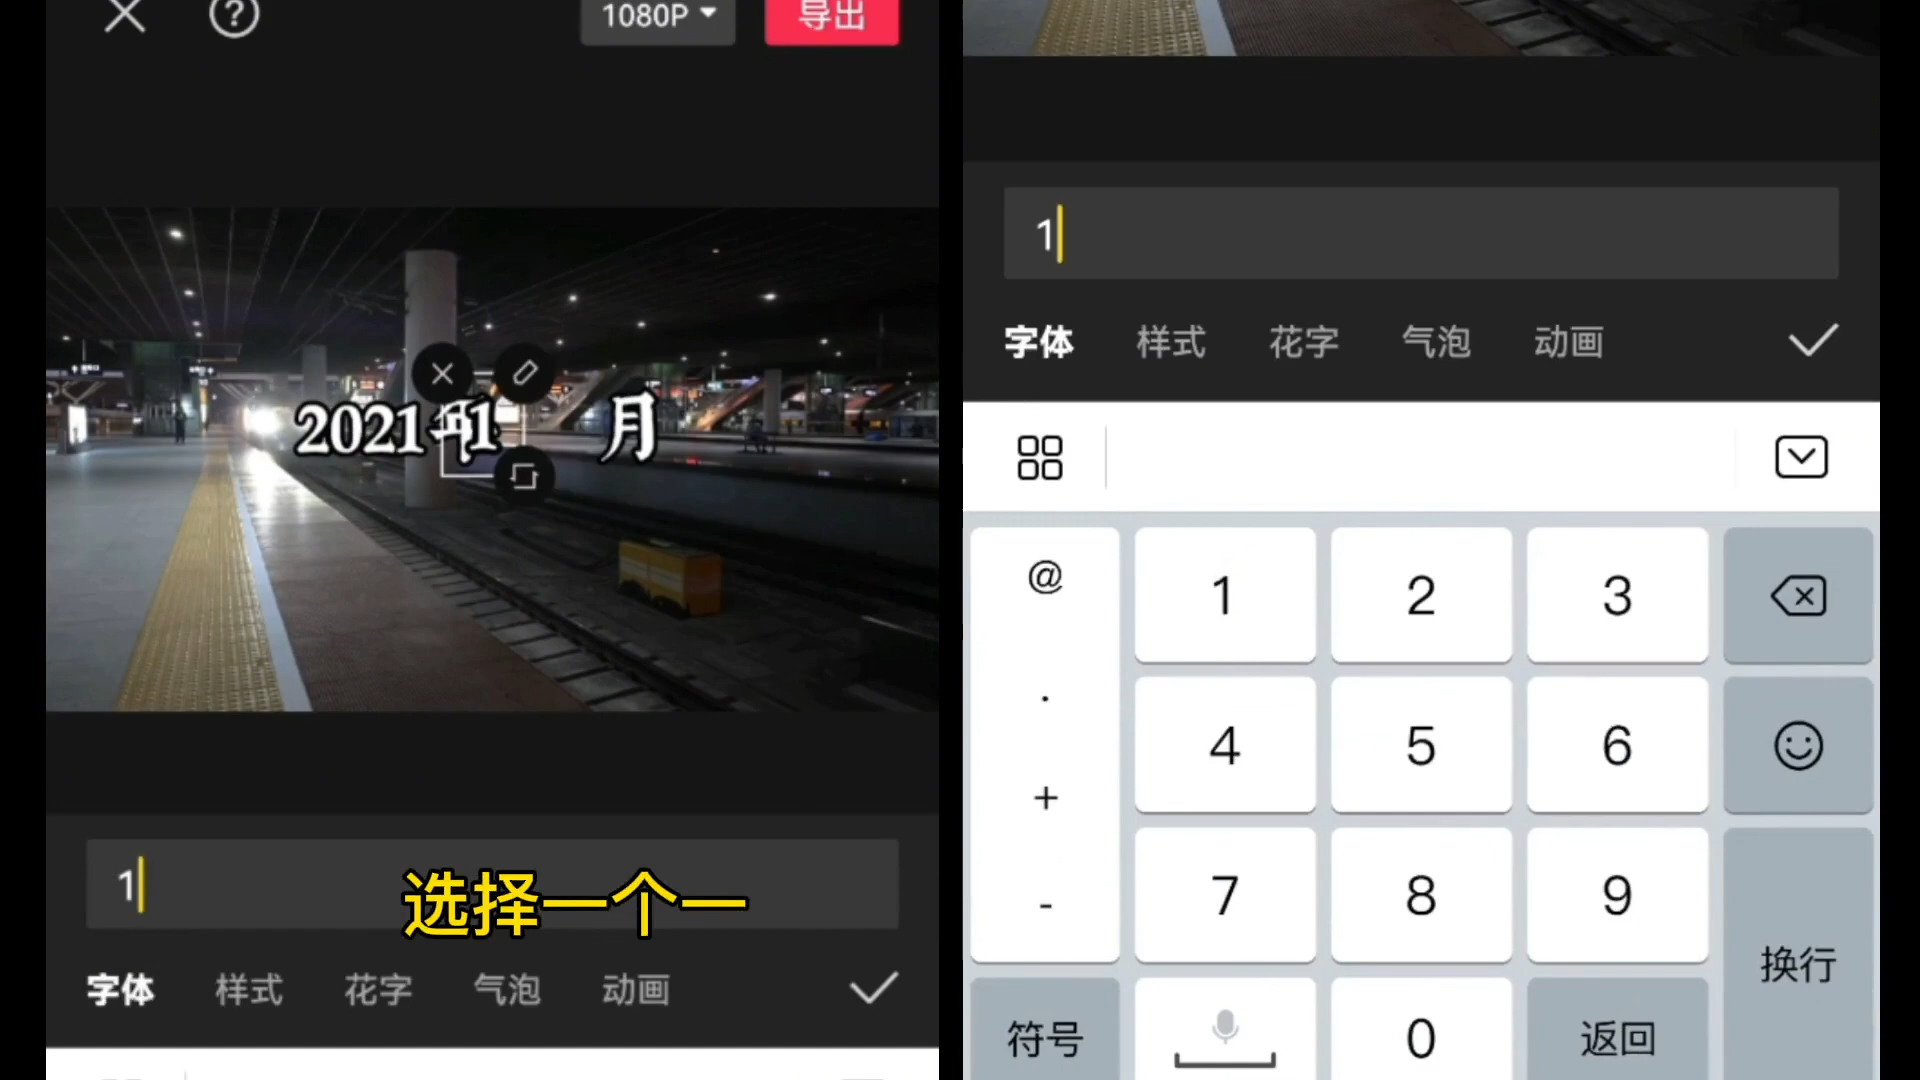 1080P
导出
2021年
1
月
1
选择一个一
字体 样式 花字 气泡 动画
1
字体 样式 花字 气泡 动画
@ 1 2 3
.
4 5 6
+
7 8 9
-
换行
符号 0 返回